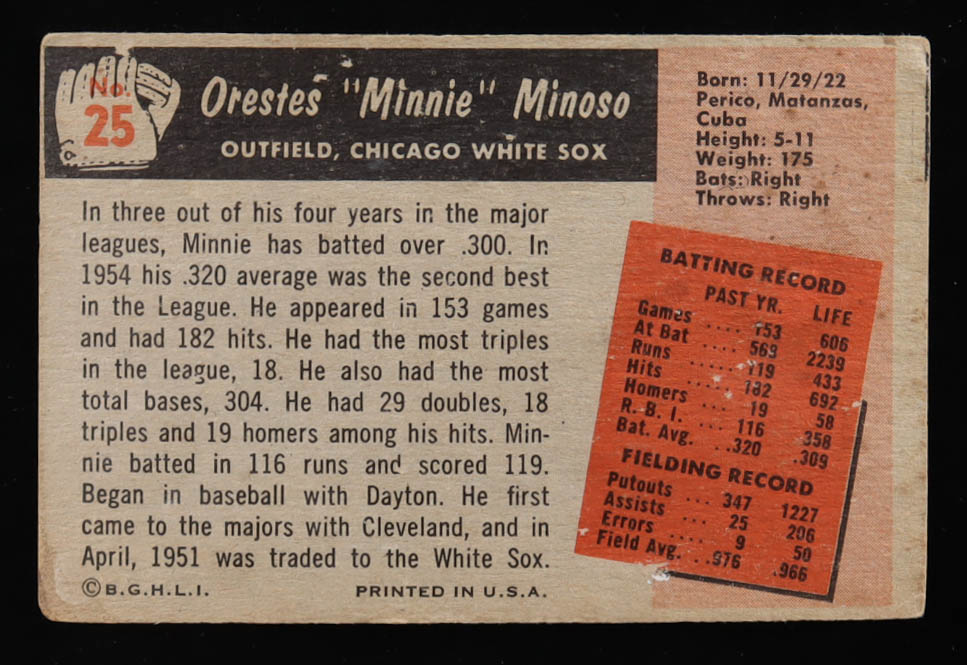 No.
25
Orestes "Minnie" Minoso
OUTFIELD, CHICAGO WHITE SOX
Born: 11/29/22
Perico, Matanzas,
Cuba
Height: 5-11
Weight: 175
Bats: Right
Throws: Right
In three out of his four years in the major
leagues, Minnie has batted over .300. In
1954 his .320 average was the second best
in the League. He appeared in 153 games
and had 182 hits. He had the most triples
in the league, 18. He also had the most
total bases, 304. He had 29 doubles, 18
triples and 19 homers among his hits. Min-
nie batted in 116 runs and scored 119.
Began in baseball with Dayton. He first
came to the majors with Cleveland, and in
April, 1951 was traded to the White Sox.
©B.G.H.L.I. PRINTED IN U.S.A.
BATTING RECORD
PAST YR. LIFE
Games .... 153 606
At Bat .... 569 2239
Runs ...... 119 433
Hits ...... 182 692
Homers ... 19 58
R. B. I. ... 116 358
Bat. Avg. ...320 .309
FIELDING RECORD
Putouts ... 347 1227
Assists ... 25 206
Errors ... 9 50
Field Avg. ..976 .966